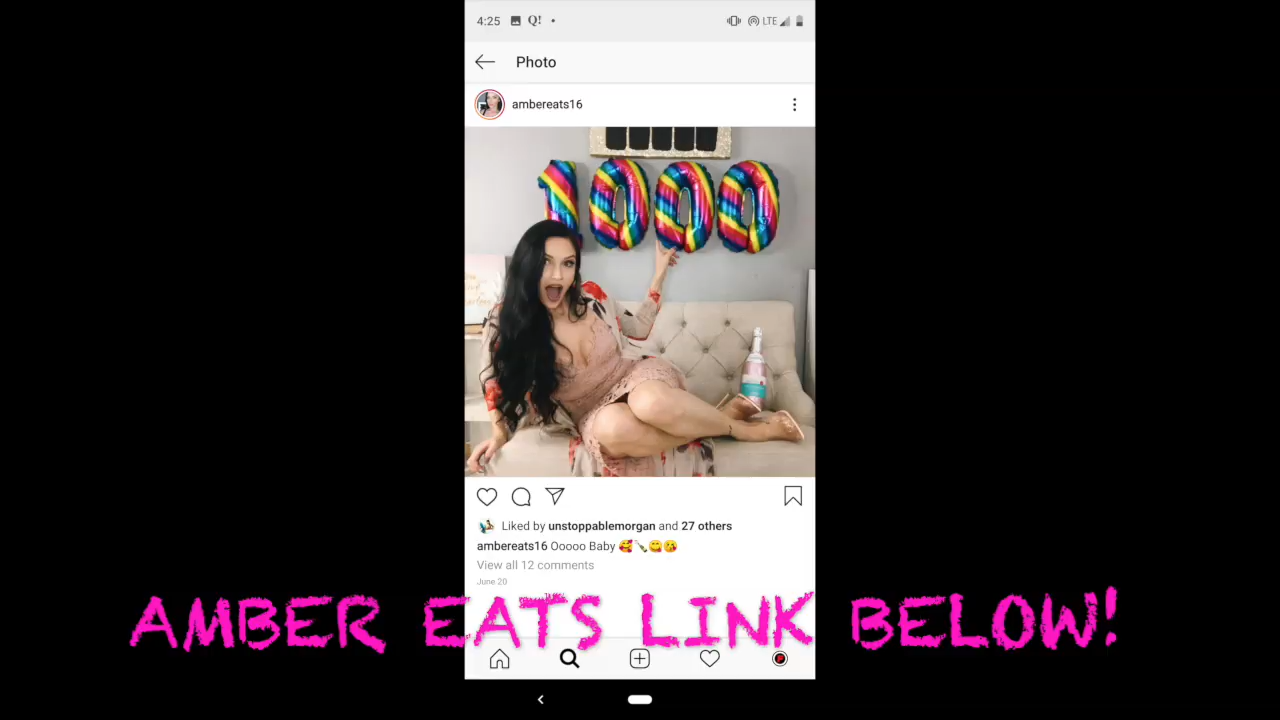 4:25 Q! LTE
Photo
ambereats16
1000
Liked by unstoppablemorgan and 27 others
ambereats16 Ooooo Baby 🥰🍾😋😘
View all 12 comments
June 20
AMBER EATS LINK BELOW!